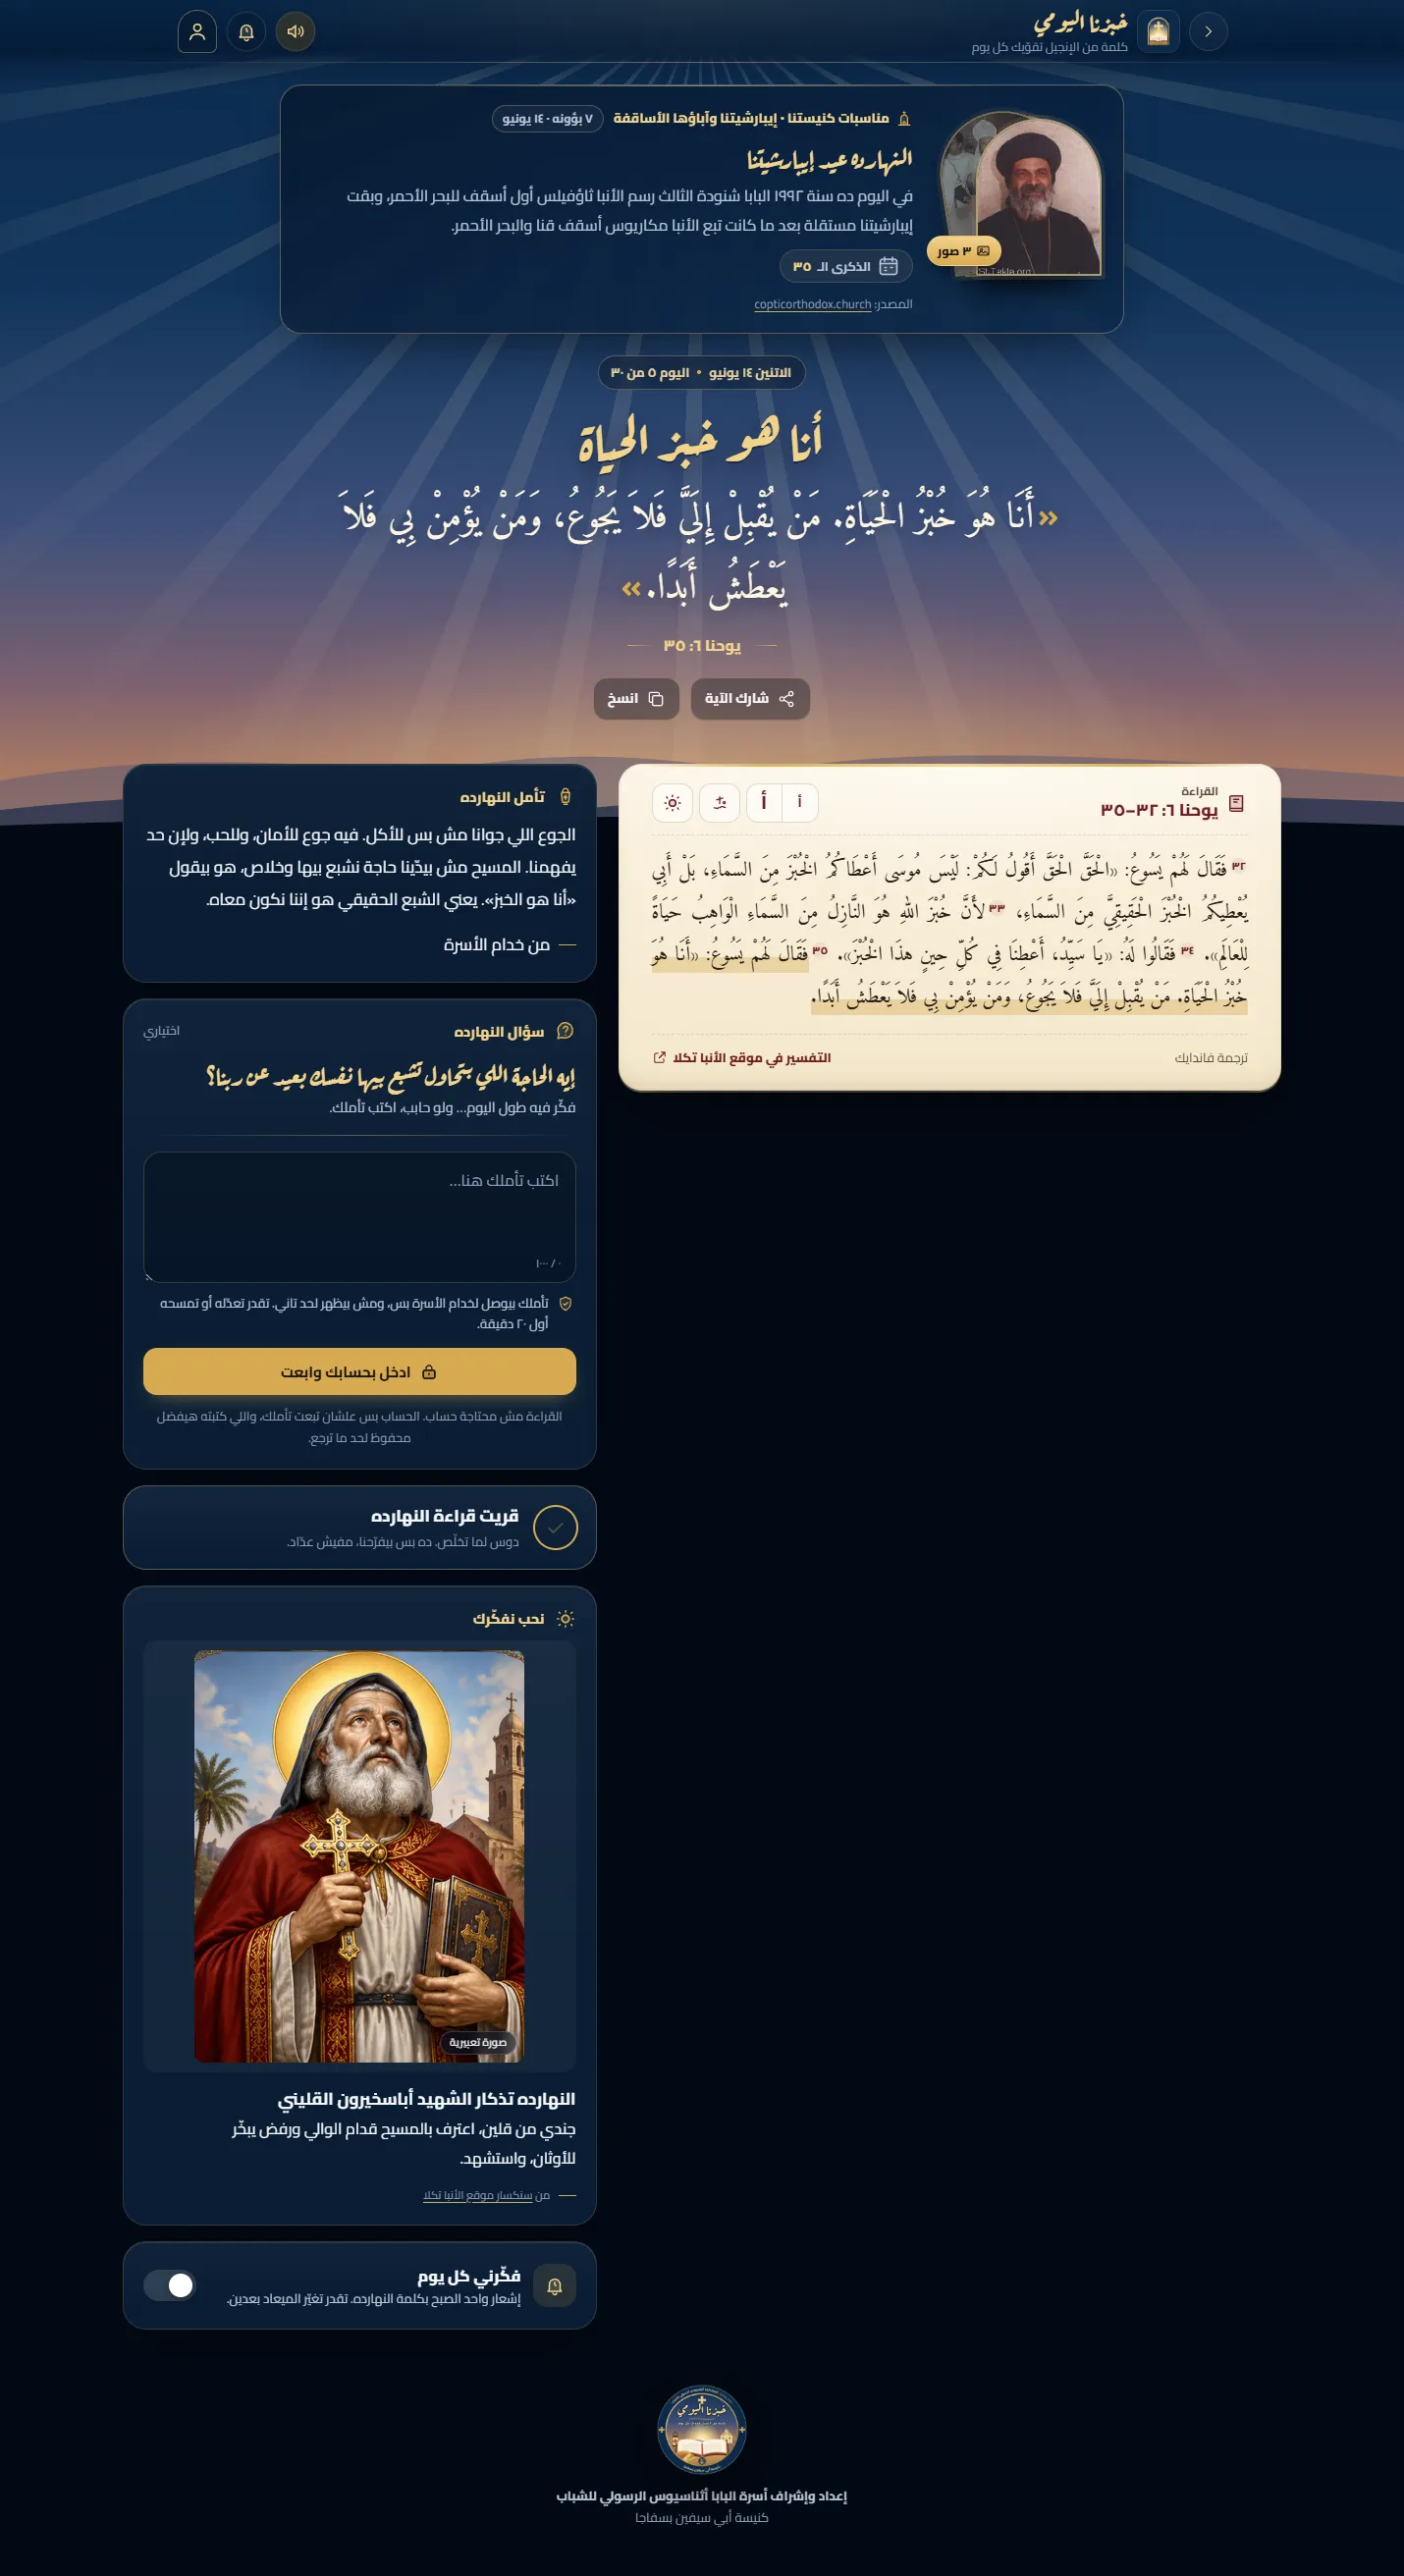 خبزنا اليومي
كلمة من الإنجيل تقوّيك كل يوم
مناسبات كنيستنا • إيبارشيتنا وآباؤها الأساقفة
٧ بؤونه · ١٤ يونيو
النهارده عيد إيبارشيّتنا
في اليوم ده سنة ١٩٩٢ البابا شنودة الثالث رسم الأنبا ثاؤفيلس أول أسقف للبحر الأحمر، وبقت
إيبارشيتنا مستقلة بعد ما كانت تبع الأنبا مكاريوس أسقف قنا والبحر الأحمر.
٣ صور
St-Takla.org
الذكرى الـ ٣٥
المصدر: copticorthodox.church
الاثنين ١٤ يونيو • اليوم ٥ من ٣٠
أنا هو خبز الحياة
«أَنَا هُوَ خُبْزُ الْحَيَاةِ. مَنْ يُقْبِلْ إِلَيَّ فَلاَ يَجُوعُ، وَمَنْ يُؤْمِنْ بِي فَلاَ
يَعْطَشُ أَبَدًا.»
يوحنا ٦: ٣٥
شارك الآية
انسخ
القراءة
يوحنا ٦: ٣٢–٣٥
أ
أ
٣٢ فَقَالَ لَهُمْ يَسُوعُ: «الْحَقَّ الْحَقَّ أَقُولُ لَكُمْ: لَيْسَ مُوسَى أَعْطَاكُمُ الْخُبْزَ مِنَ السَّمَاءِ، بَلْ أَبِي
يُعْطِيكُمُ الْخُبْزَ الْحَقِيقِيَّ مِنَ السَّمَاءِ، ٣٣ لأَنَّ خُبْزَ اللهِ هُوَ النَّازِلُ مِنَ السَّمَاءِ الْوَاهِبُ حَيَاةً
لِلْعَالَمِ». ٣٤ فَقَالُوا لَهُ: «يَا سَيِّدُ، أَعْطِنَا فِي كُلِّ حِينٍ هذَا الْخُبْزَ». ٣٥ فَقَالَ لَهُمْ يَسُوعُ: «أَنَا هُوَ
خُبْزُ الْحَيَاةِ. مَنْ يُقْبِلْ إِلَيَّ فَلاَ يَجُوعُ، وَمَنْ يُؤْمِنْ بِي فَلاَ يَعْطَشُ أَبَدًا.
ترجمة فاندايك
التفسير في موقع الأنبا تكلا
تأمل النهارده
الجوع اللي جوانا مش بس للأكل. فيه جوع للأمان، وللحب، ولإن حد
يفهمنا. المسيح مش بيدّينا حاجة نشبع بيها وخلاص، هو بيقول
«أنا هو الخبز». يعني الشبع الحقيقي هو إننا نكون معاه.
من خدام الأسرة
سؤال النهارده
اختياري
إيه الحاجة اللي بتحاول تشبع بيها نفسك بعيد عن ربنا؟
فكّر فيه طول اليوم... ولو حابب، اكتب تأملك.
اكتب تأملك هنا...
٠ / ١٠٠٠
تأملك بيوصل لخدام الأسرة بس، ومش بيظهر لحد تاني. تقدر تعدّله أو تمسحه
أول ٢٠ دقيقة.
ادخل بحسابك وابعت
القراءة مش محتاجة حساب. الحساب بس علشان تبعت تأملك، واللي كتبته هيفضل
محفوظ لحد ما ترجع.
قريت قراءة النهارده
دوس لما تخلّص. ده بس بيفرّحنا، مفيش عدّاد.
نحب نفكّرك
صورة تعبيرية
النهارده تذكار الشهيد أباسخيرون القليني
جندي من قلين، اعترف بالمسيح قدام الوالي ورفض يبخّر
للأوثان، واستشهد.
من سنكسار موقع الأنبا تكلا
فكّرني كل يوم
إشعار واحد الصبح بكلمة النهارده. تقدر تغيّر الميعاد بعدين.
خبزنا اليومي
إعداد وإشراف أسرة البابا أثناسيوس الرسولي للشباب
كنيسة أبي سيفين بسفاجا